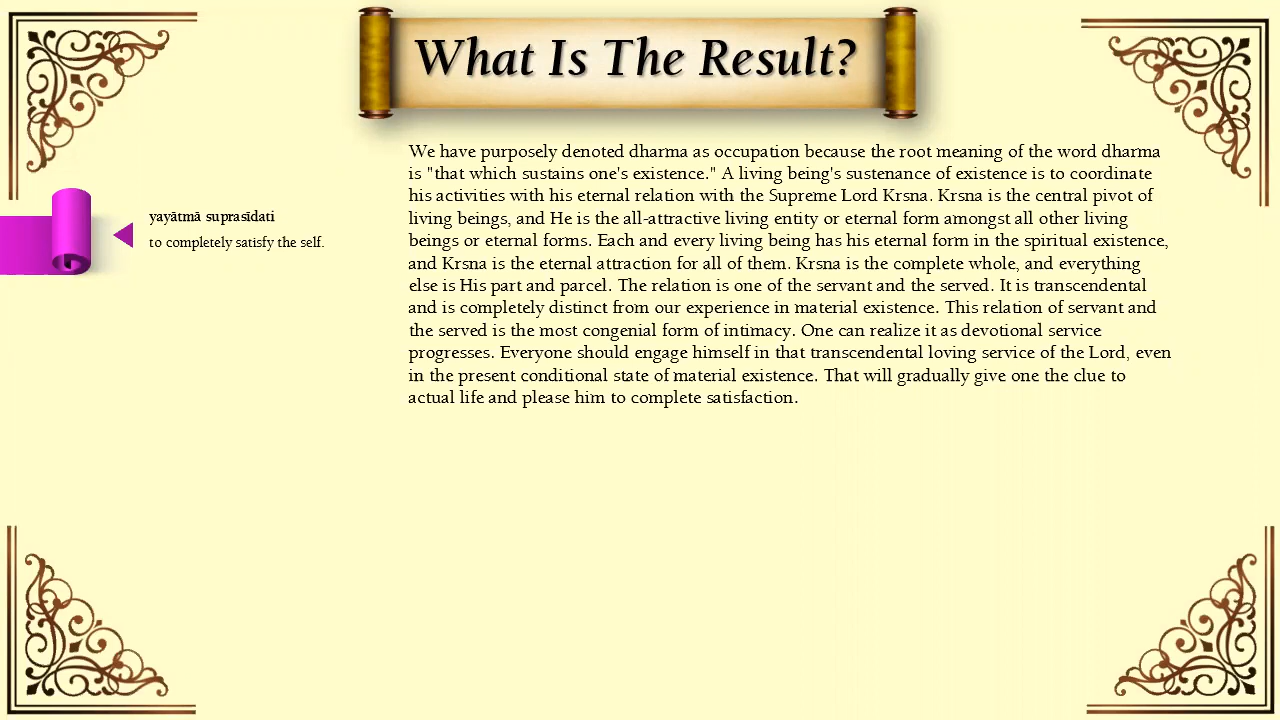 What Is The Result?
yayātmā suprasīdati
to completely satisfy the self.
We have purposely denoted dharma as occupation because the root meaning of the word dharma
is "that which sustains one's existence." A living being's sustenance of existence is to coordinate
his activities with his eternal relation with the Supreme Lord Krsna. Krsna is the central pivot of
living beings, and He is the all-attractive living entity or eternal form amongst all other living
beings or eternal forms. Each and every living being has his eternal form in the spiritual existence,
and Krsna is the eternal attraction for all of them. Krsna is the complete whole, and everything
else is His part and parcel. The relation is one of the servant and the served. It is transcendental
and is completely distinct from our experience in material existence. This relation of servant and
the served is the most congenial form of intimacy. One can realize it as devotional service
progresses. Everyone should engage himself in that transcendental loving service of the Lord, even
in the present conditional state of material existence. That will gradually give one the clue to
actual life and please him to complete satisfaction.